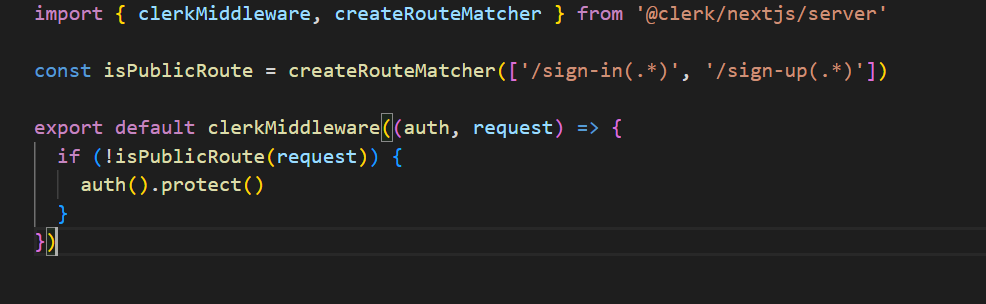 import { clerkMiddleware, createRouteMatcher } from '@clerk/nextjs/server'
const isPublicRoute = createRouteMatcher(['/sign-in(.*)', '/sign-up(.*)'])
export default clerkMiddleware((auth, request) => {
  if (!isPublicRoute(request)) {
    auth().protect()
  }
})